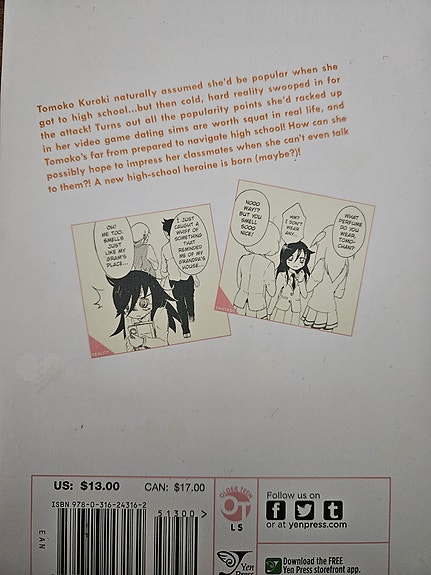 Tomoko Kuroki naturally assumed she'd be popular when she
got to high school...but then cold, hard reality swooped in for
the attack! Turns out all the popularity points she'd racked up
in her video game dating sims are worth squat in real life, and
Tomoko's far from prepared to navigate high school! How can she
possibly hope to impress her classmates when she can't even talk
to them?! A new high-school heroine is born (maybe?)!
OH!
ME TOO.
SMELLS
JUST
LIKE MY
GRAM'S
PLACE...
I JUST
CAUGHT A
WHIFF OF
SOMETHING
THAT
REMINDED
ME OF MY
GRANDPA'S
HOUSE...
REALITY
NOOO
WAY!?
BUT YOU
SMELL
SOOO
NICE!
HM?
I DON'T
WEAR
ANY...
WHAT
PERFUME
DO YOU
WEAR,
TOMO-
CHAN?
FANTASY
US: $13.00 CAN: $17.00
ISBN 978-0-316-24316-2
51300>
EAN
OLDER TEEN
OT
LS
Yen
Press
Follow us on
f t
or at yenpress.com
Download the FREE
Yen Press storefront app.